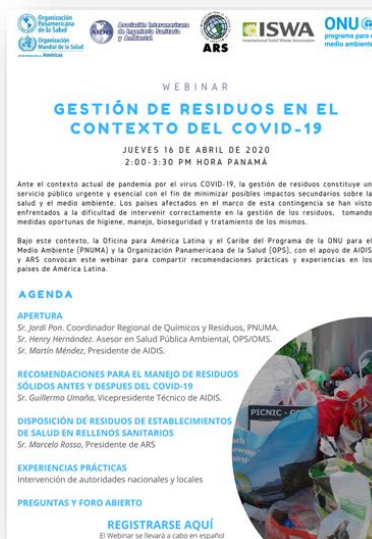 Organización
Panamericana
de la Salud
Organización
Mundial de la Salud
Américas
AIDIS
Asociación Interamericana
de Ingeniería Sanitaria
y Ambiental
ARS
ISWA
International Solid Waste Association
ONU
programa para el
medio ambiente
WEBINAR
GESTIÓN DE RESIDUOS EN EL
CONTEXTO DEL COVID-19
JUEVES 16 DE ABRIL DE 2020
2:00-3:30 PM HORA PANAMÁ
Ante el contexto actual de pandemia por el virus COVID-19, la gestión de residuos constituye un
servicio público urgente y esencial con el fin de minimizar posibles impactos secundarios sobre la
salud y el medio ambiente. Los países afectados en el marco de esta contingencia se han visto
enfrentados a la dificultad de intervenir correctamente en la gestión de los residuos, tomando
medidas oportunas de higiene, manejo, bioseguridad y tratamiento de los mismos.
Bajo este contexto, la Oficina para América Latina y el Caribe del Programa de la ONU para el
Medio Ambiente (PNUMA) y la Organización Panamericana de la Salud (OPS), con el apoyo de AIDIS
y ARS convocan este webinar para compartir recomendaciones prácticas y experiencias en los
países de América Latina.
AGENDA
APERTURA
Sr. Jordi Pon. Coordinador Regional de Químicos y Residuos, PNUMA.
Sr. Henry Hernández. Asesor en Salud Pública Ambiental, OPS/OMS.
Sr. Martín Méndez, Presidente de AIDIS.
RECOMENDACIONES PARA EL MANEJO DE RESIDUOS
SÓLIDOS ANTES Y DESPUES DEL COVID-19
Sr. Guillermo Umaña, Vicepresidente Técnico de AIDIS.
DISPOSICIÓN DE RESIDUOS DE ESTABLECIMIENTOS
DE SALUD EN RELLENOS SANITARIOS
Sr. Marcelo Rosso, Presidente de ARS
EXPERIENCIAS PRÁCTICAS
Intervención de autoridades nacionales y locales
PREGUNTAS Y FORO ABIERTO
REGISTRARSE AQUÍ
El Webinar se llevará a cabo en español
PICNIC